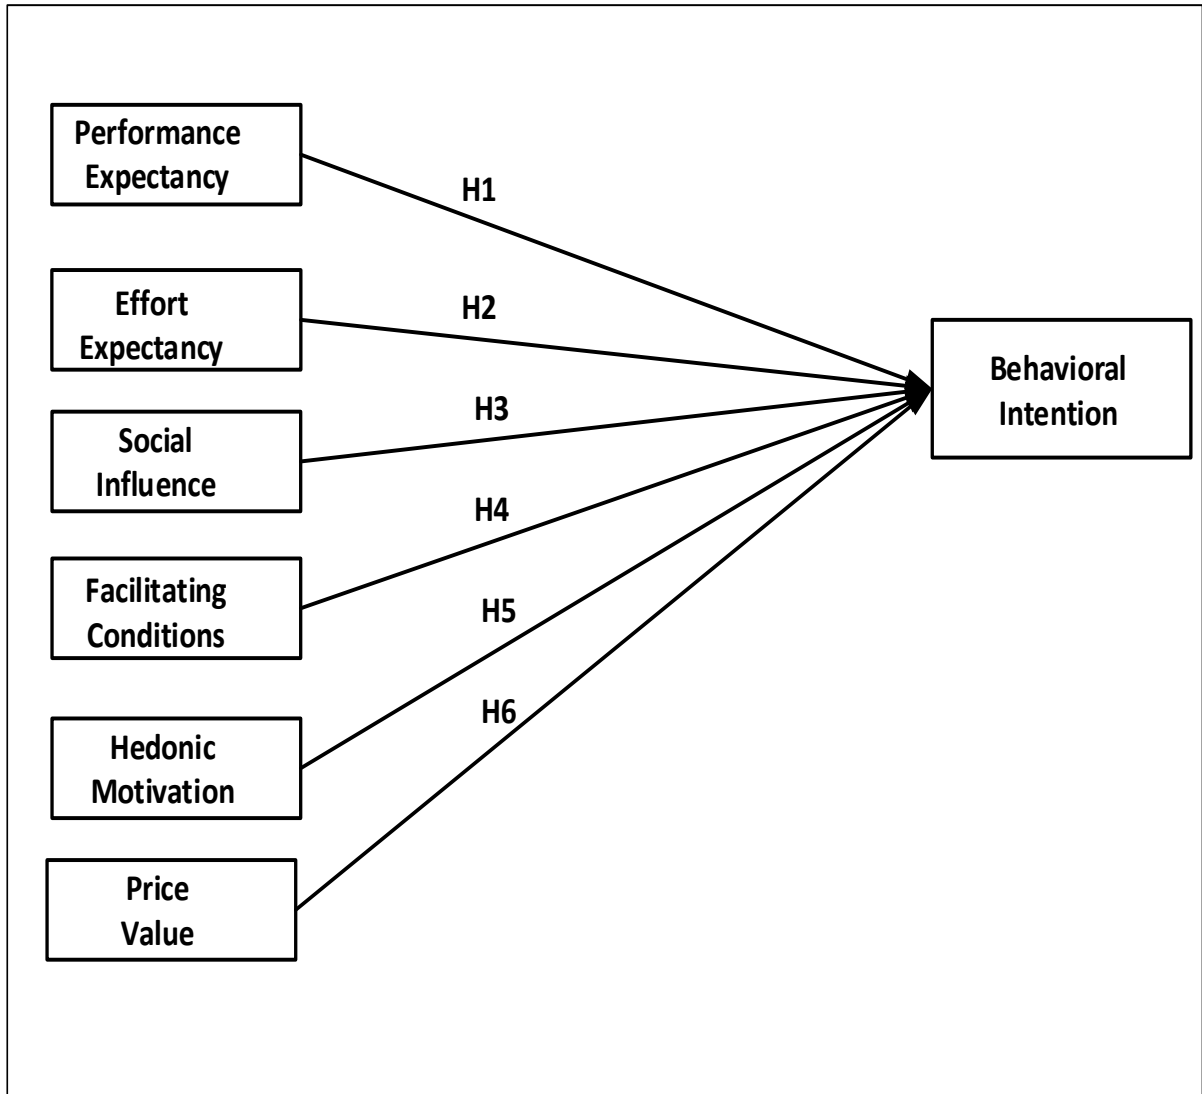 Performance
Expectancy
H1
Effort
Expectancy
H2
Social
Influence
H3
Facilitating
Conditions
H4
Hedonic
Motivation
H5
Price
Value
H6
Behavioral
Intention